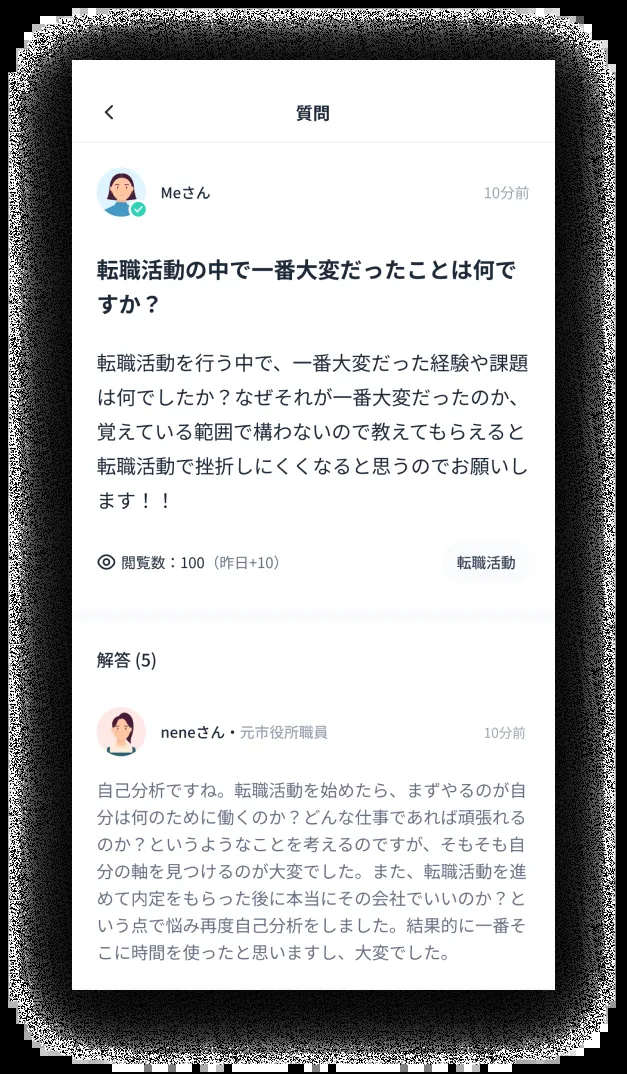 質問
Meさん
10分前
転職活動の中で一番大変だったことは何で
すか？
転職活動を行う中で、一番大変だった経験や課題
は何でしたか？なぜそれが一番大変だったのか、
覚えている範囲で構わないので教えてもらえると
転職活動で挫折しにくくなると思うのでお願いし
ます！！
閲覧数：100（昨日+10）
転職活動
解答 (5)
neneさん・元市役所職員
10分前
自己分析ですね。転職活動を始めたら、まずやるのが自
分は何のために働くのか？どんな仕事であれば頑張れる
のか？というようなことを考えるのですが、そもそも自
分の軸を見つけるのが大変でした。また、転職活動を進
めて内定をもらった後に本当にその会社でいいのか？と
いう点で悩み再度自己分析をしました。結果的に一番そ
こに時間を使ったと思いますし、大変でした。